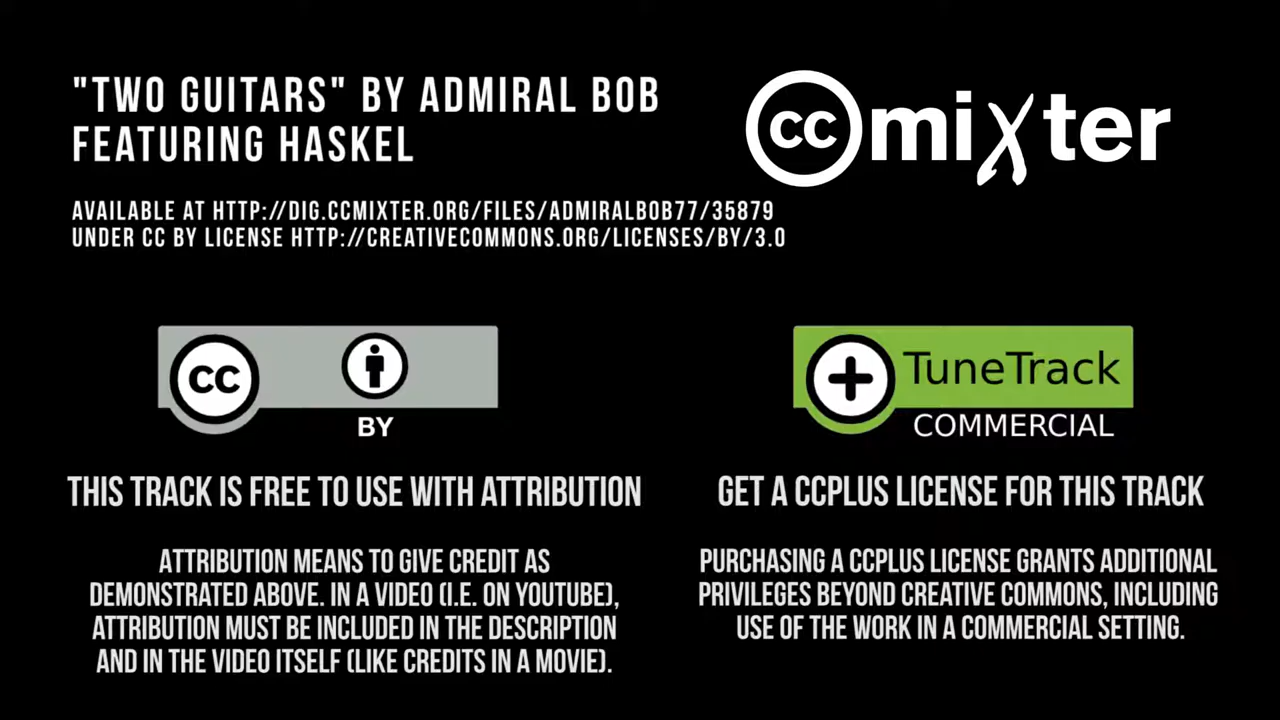 "TWO GUITARS" BY ADMIRAL BOB
FEATURING HASKEL
cc mixter
AVAILABLE AT HTTP://DIG.CCMIXTER.ORG/FILES/ADMIRALBOB77/35879
UNDER CC BY LICENSE HTTP://CREATIVECOMMONS.ORG/LICENSES/BY/3.0
cc
BY
THIS TRACK IS FREE TO USE WITH ATTRIBUTION
ATTRIBUTION MEANS TO GIVE CREDIT AS
DEMONSTRATED ABOVE. IN A VIDEO (I.E. ON YOUTUBE),
ATTRIBUTION MUST BE INCLUDED IN THE DESCRIPTION
AND IN THE VIDEO ITSELF (LIKE CREDITS IN A MOVIE).
+ TuneTrack
COMMERCIAL
GET A CCPLUS LICENSE FOR THIS TRACK
PURCHASING A CCPLUS LICENSE GRANTS ADDITIONAL
PRIVILEGES BEYOND CREATIVE COMMONS, INCLUDING
USE OF THE WORK IN A COMMERCIAL SETTING.